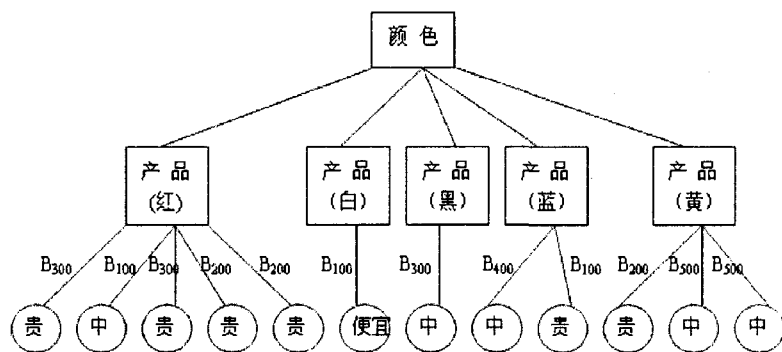 颜 色
产 品
(红)
产 品
(白)
产 品
(黑)
产 品
(蓝)
产 品
(黄)
B300 B100 B300 B200 B200 B100 B300 B400 B100 B200 B500 B500
贵 中 贵 贵 贵 便宜 中 中 贵 贵 中 中